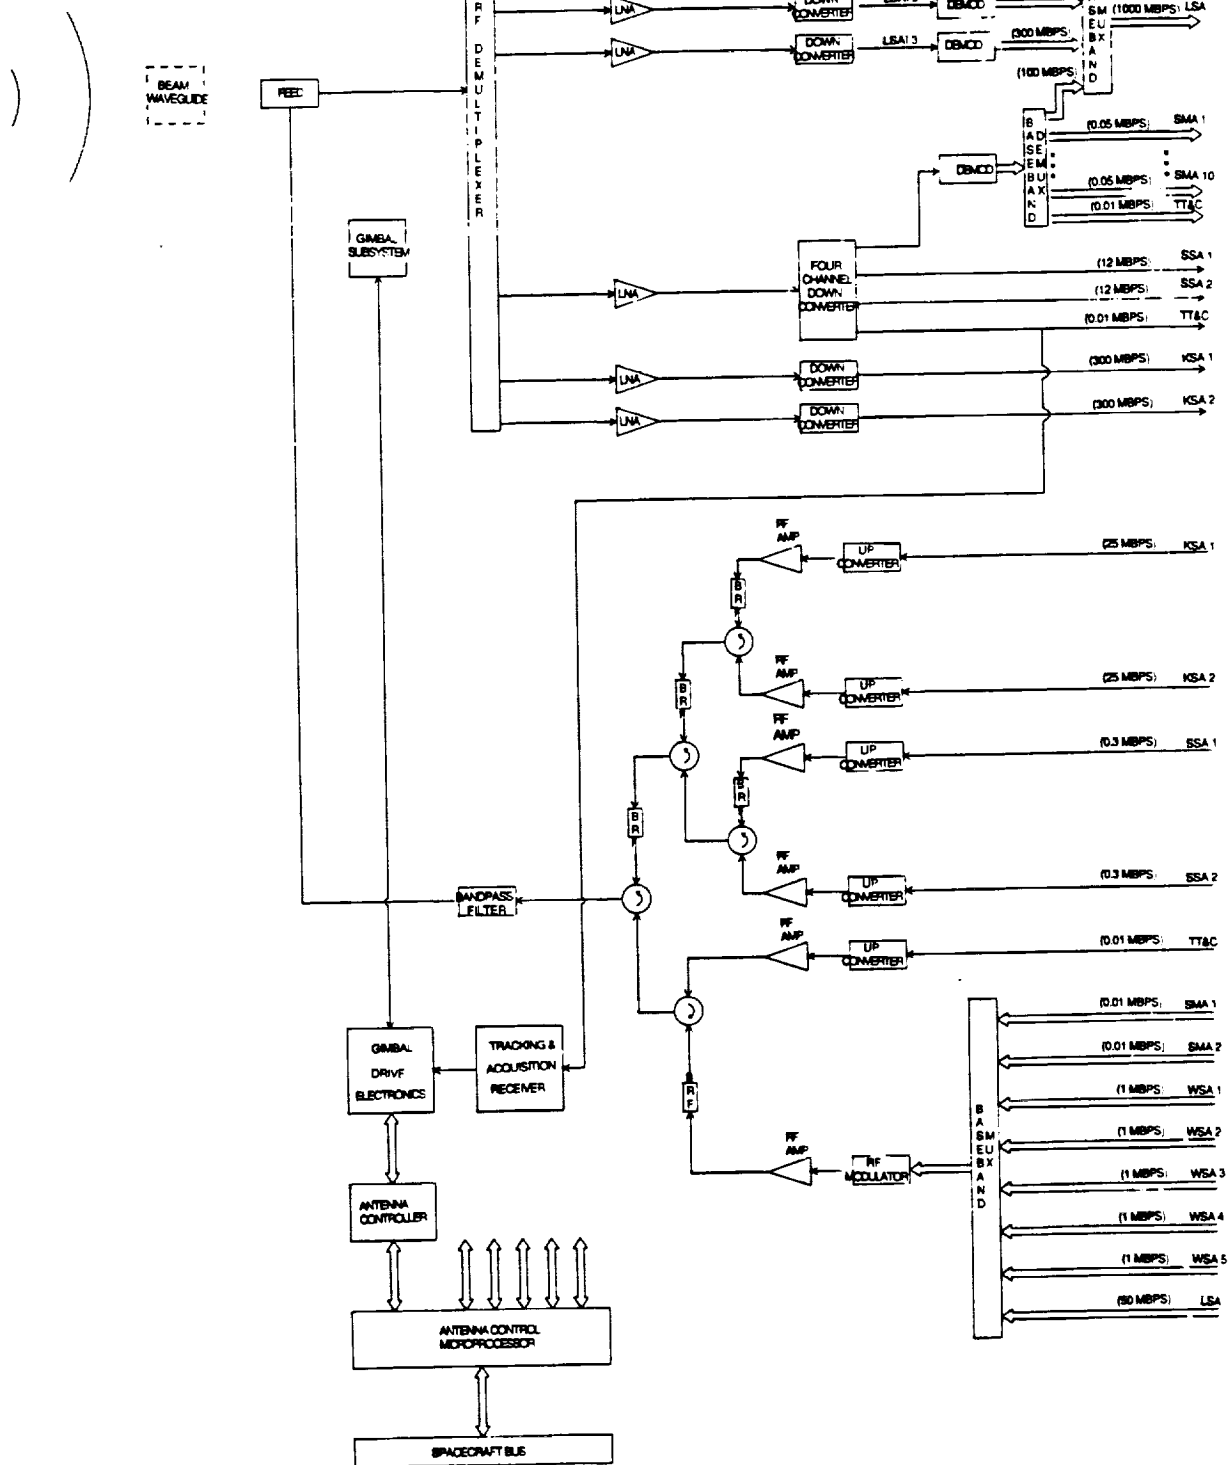 LNA
DOWN
CONVERTER
DEMOD
(1000 MBPS) LSA
RF DEMULTIPLEXER
LNA
DOWN
CONVERTER
LSA1 3
DEMOD
(300 MBPS)
(100 MBPS)
BEAM
WAVEGUIDE
FEED
BASEBAND
DEMUX
(0.05 MBPS) SMA 1
DEMOD
(0.05 MBPS) SMA 10
(0.01 MBPS) TT&C
GIMBAL
SUBSYSTEM
LNA
FOUR
CHANNEL
DOWN
CONVERTER
(12 MBPS) SSA 1
(12 MBPS) SSA 2
(0.01 MBPS) TT&C
LNA
DOWN
CONVERTER
(300 MBPS) KSA 1
LNA
DOWN
CONVERTER
(300 MBPS) KSA 2
RF
AMP
UP
CONVERTER
(25 MBPS) KSA 1
BR
RF
AMP
UP
CONVERTER
(25 MBPS) KSA 2
BR
RF
AMP
UP
CONVERTER
(0.3 MBPS) SSA 1
BR
BR
RF
AMP
UP
CONVERTER
(0.3 MBPS) SSA 2
BANDPASS
FILTER
RF
AMP
UP
CONVERTER
(0.01 MBPS) TT&C
GIMBAL
DRIVE
ELECTRONICS
TRACKING &
ACQUISITION
RECEIVER
RF
BASEBAND
MUX
(0.01 MBPS) SMA 1
(0.01 MBPS) SMA 2
(1 MBPS) WSA 1
(1 MBPS) WSA 2
(1 MBPS) WSA 3
(1 MBPS) WSA 4
(1 MBPS) WSA 5
(50 MBPS) LSA
RF
AMP
RF
MODULATOR
ANTENNA
CONTROLLER
ANTENNA CONTROL
MICROPROCESSOR
SPACECRAFT BUS